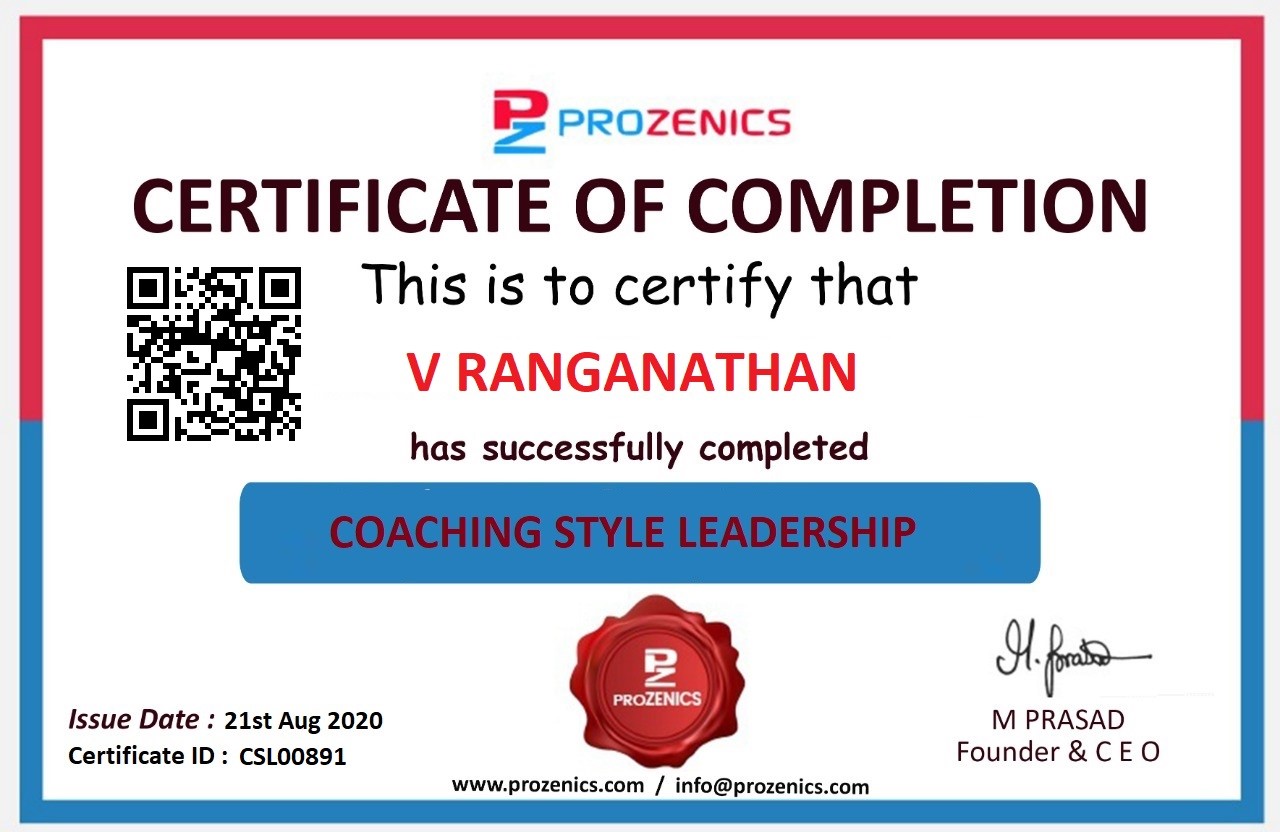 PZ PROZENICS
CERTIFICATE OF COMPLETION
This is to certify that
V RANGANATHAN
has successfully completed
COACHING STYLE LEADERSHIP
PZ
PROZENICS
M. Prasad
Issue Date : 21st Aug 2020
M PRASAD
Certificate ID : CSL00891
Founder & C E O
www.prozenics.com / info@prozenics.com